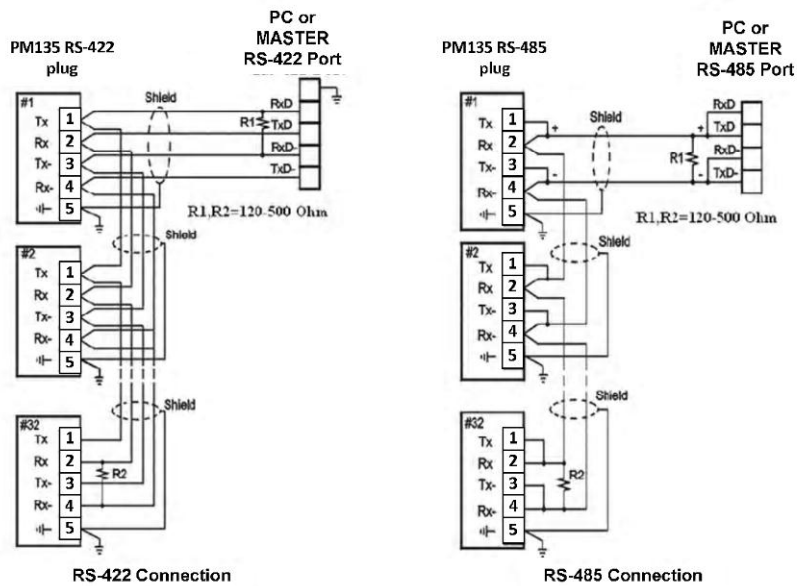 PM135 RS-422
plug
PC or
MASTER
RS-422 Port
#1
Tx 1
Rx 2
Tx- 3
Rx- 4
5
Shield
RxD
R1
TxD
RxD-
TxD-
R1,R2=120-500 Ohm
Shield
#2
Tx 1
Rx 2
Tx- 3
Rx- 4
5
Shield
#32
Tx 1
Rx 2
R2
Tx- 3
Rx- 4
5
RS-422 Connection
PM135 RS-485
plug
PC or
MASTER
RS-485 Port
#1
Tx 1
Rx 2
Tx- 3
Rx- 4
5
Shield
+
-
RxD
TxD
R1
RxD-
TxD-
R1,R2=120-500 Ohm
Shield
#2
Tx 1
Rx 2
Tx- 3
Rx- 4
5
Shield
#32
Tx 1
Rx 2
R2
Tx- 3
Rx- 4
5
RS-485 Connection